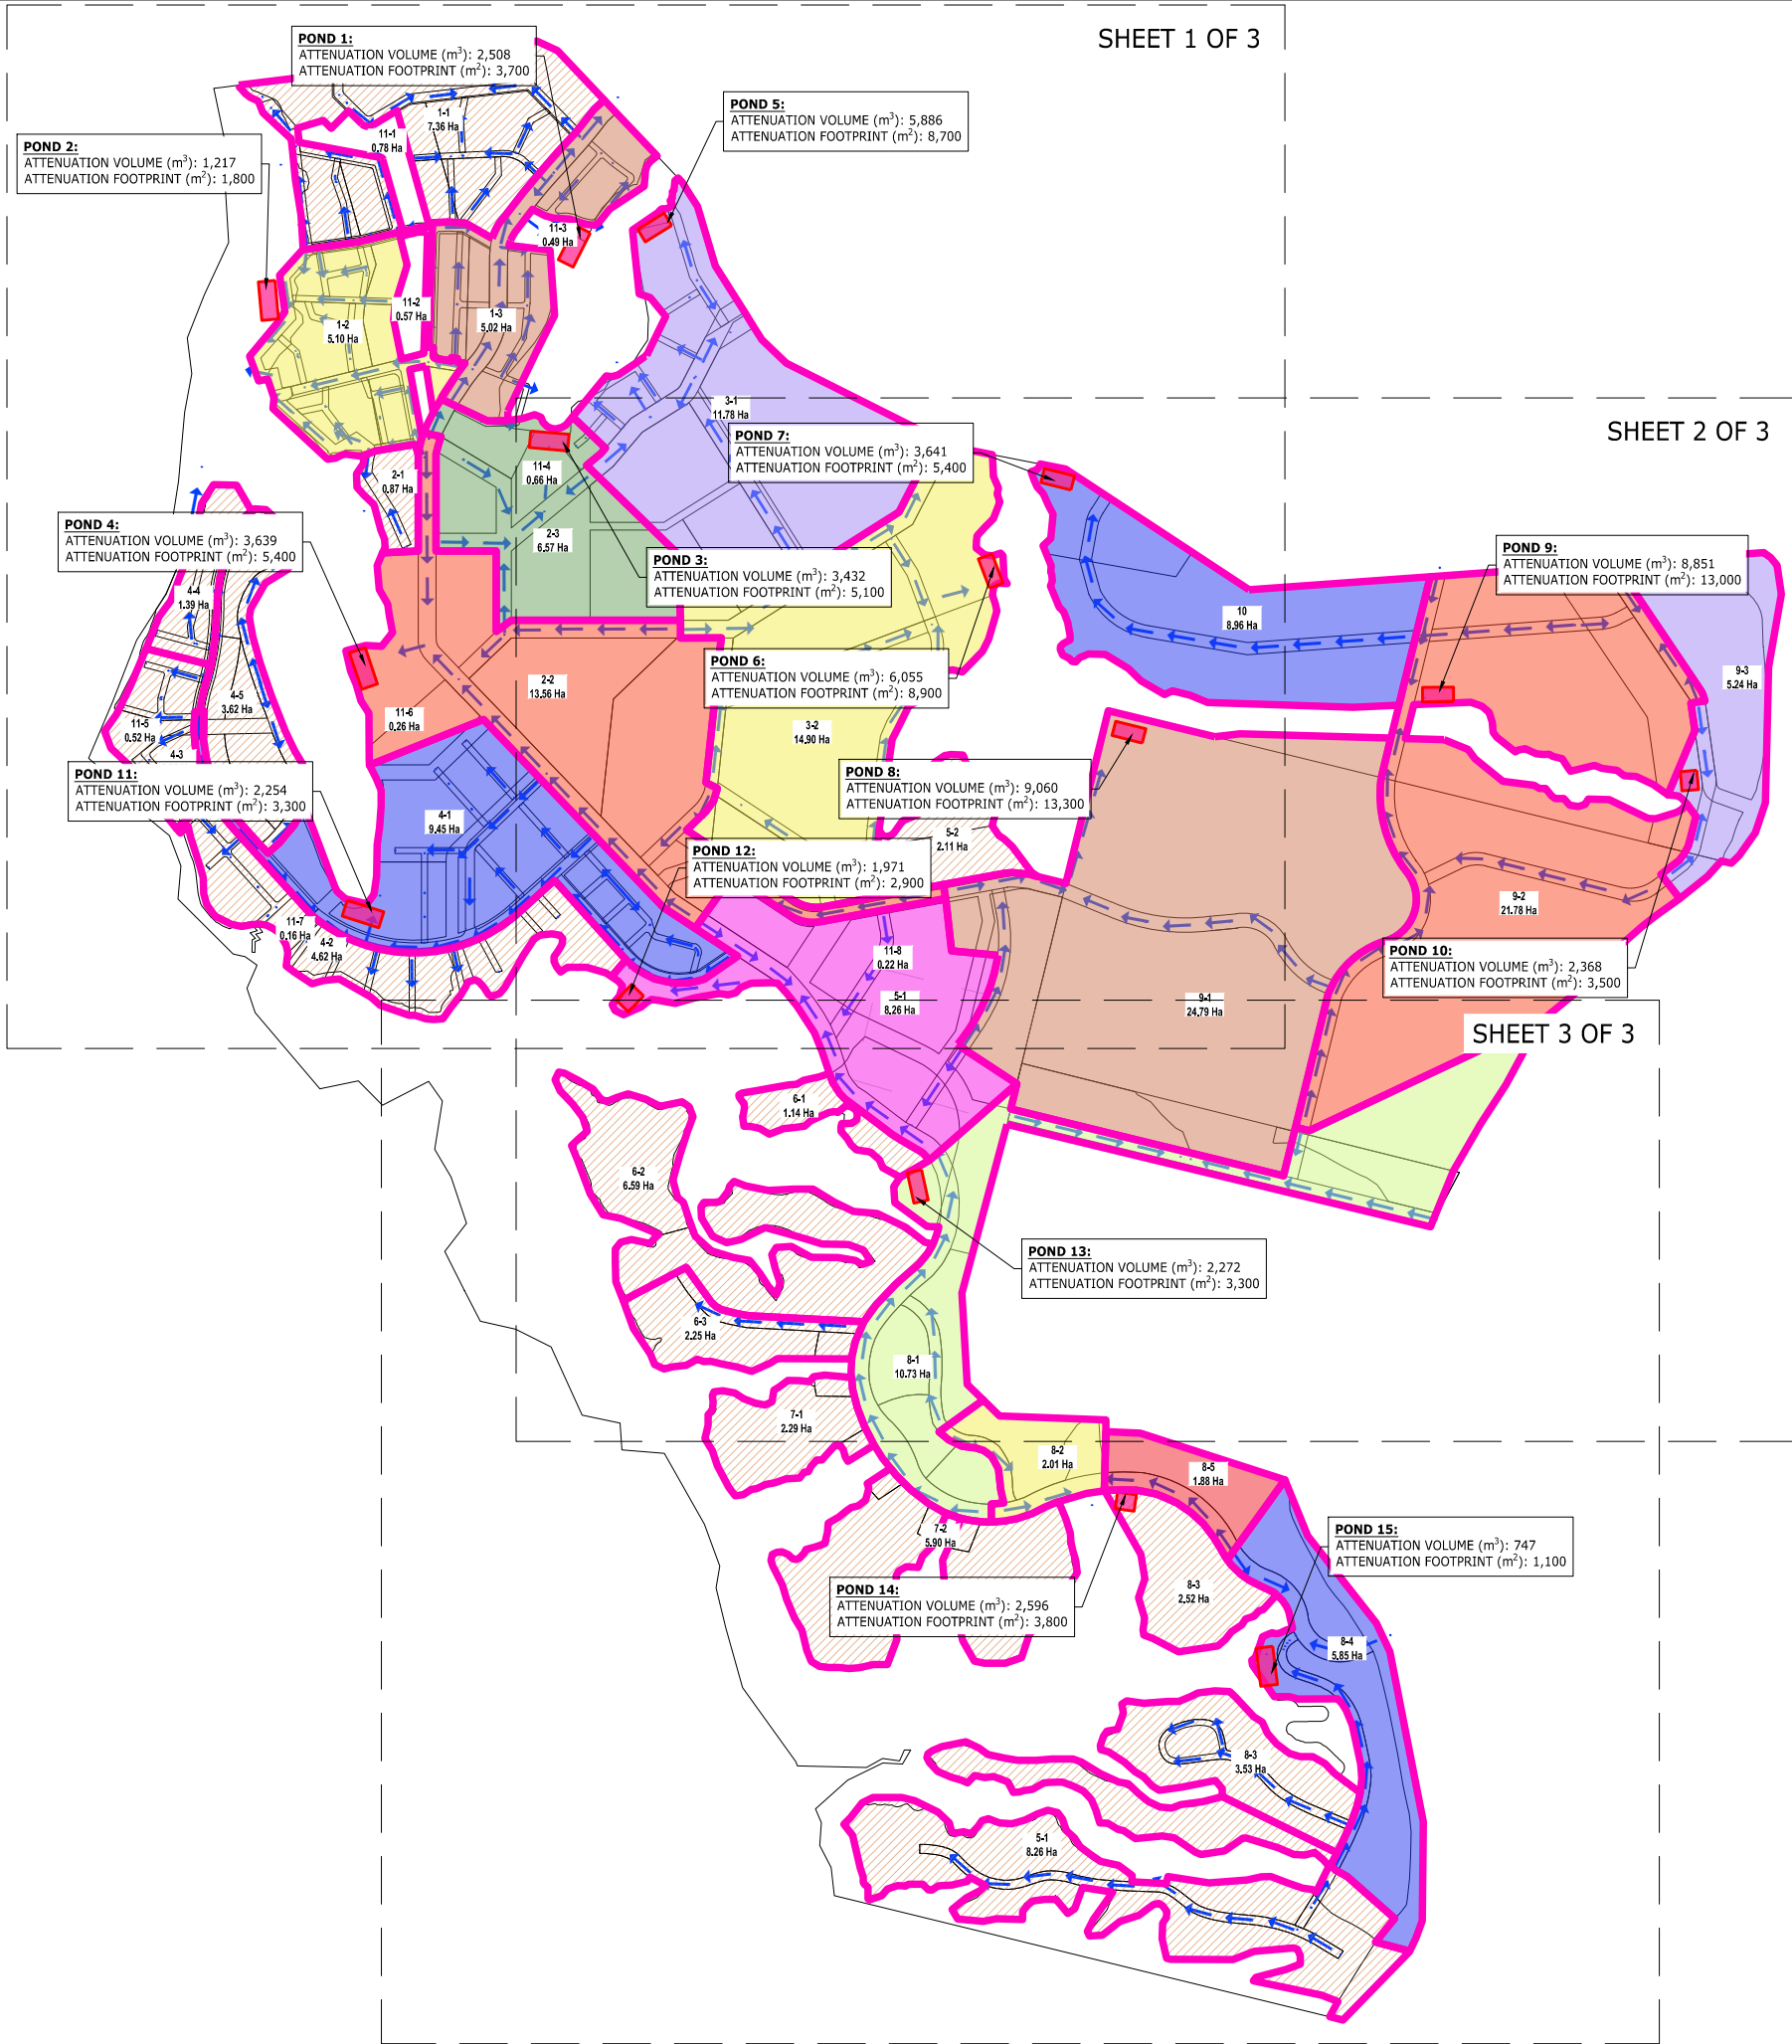 SHEET 1 OF 3
POND 1:
ATTENUATION VOLUME (m³): 2,508
ATTENUATION FOOTPRINT (m²): 3,700
POND 5:
ATTENUATION VOLUME (m³): 5,886
ATTENUATION FOOTPRINT (m²): 8,700
POND 2:
ATTENUATION VOLUME (m³): 1,217
ATTENUATION FOOTPRINT (m²): 1,800
1-1
7.36 Ha
11-1
0.78 Ha
11-3
0.49 Ha
11-2
0.57 Ha
1-3
5.02 Ha
1-2
5.10 Ha
3-1
11.78 Ha
SHEET 2 OF 3
POND 7:
ATTENUATION VOLUME (m³): 3,641
ATTENUATION FOOTPRINT (m²): 5,400
11-4
0.66 Ha
2-1
0.87 Ha
2-3
6.57 Ha
POND 4:
ATTENUATION VOLUME (m³): 3,639
ATTENUATION FOOTPRINT (m²): 5,400
POND 3:
ATTENUATION VOLUME (m³): 3,432
ATTENUATION FOOTPRINT (m²): 5,100
POND 9:
ATTENUATION VOLUME (m³): 8,851
ATTENUATION FOOTPRINT (m²): 13,000
4-4
1.39 Ha
10
8.96 Ha
POND 6:
ATTENUATION VOLUME (m³): 6,055
ATTENUATION FOOTPRINT (m²): 8,900
9-3
5.24 Ha
2-2
13.56 Ha
4-5
3.62 Ha
11-6
0.26 Ha
11-5
0.52 Ha
3-2
14.90 Ha
4-3
POND 11:
ATTENUATION VOLUME (m³): 2,254
ATTENUATION FOOTPRINT (m²): 3,300
POND 8:
ATTENUATION VOLUME (m³): 9,060
ATTENUATION FOOTPRINT (m²): 13,300
4-1
9.45 Ha
5-2
2.11 Ha
POND 12:
ATTENUATION VOLUME (m³): 1,971
ATTENUATION FOOTPRINT (m²): 2,900
9-2
21.78 Ha
11-7
0.16 Ha
4-2
4.62 Ha
11-8
0.22 Ha
POND 10:
ATTENUATION VOLUME (m³): 2,368
ATTENUATION FOOTPRINT (m²): 3,500
5-1
8.26 Ha
9-1
24.79 Ha
SHEET 3 OF 3
6-1
1.14 Ha
6-2
6.59 Ha
POND 13:
ATTENUATION VOLUME (m³): 2,272
ATTENUATION FOOTPRINT (m²): 3,300
6-3
2.25 Ha
8-1
10.73 Ha
7-1
2.29 Ha
8-2
2.01 Ha
8-5
1.88 Ha
7-2
5.90 Ha
POND 15:
ATTENUATION VOLUME (m³): 747
ATTENUATION FOOTPRINT (m²): 1,100
POND 14:
ATTENUATION VOLUME (m³): 2,596
ATTENUATION FOOTPRINT (m²): 3,800
8-3
2.52 Ha
8-4
5.85 Ha
8-3
3.53 Ha
5-1
8.26 Ha